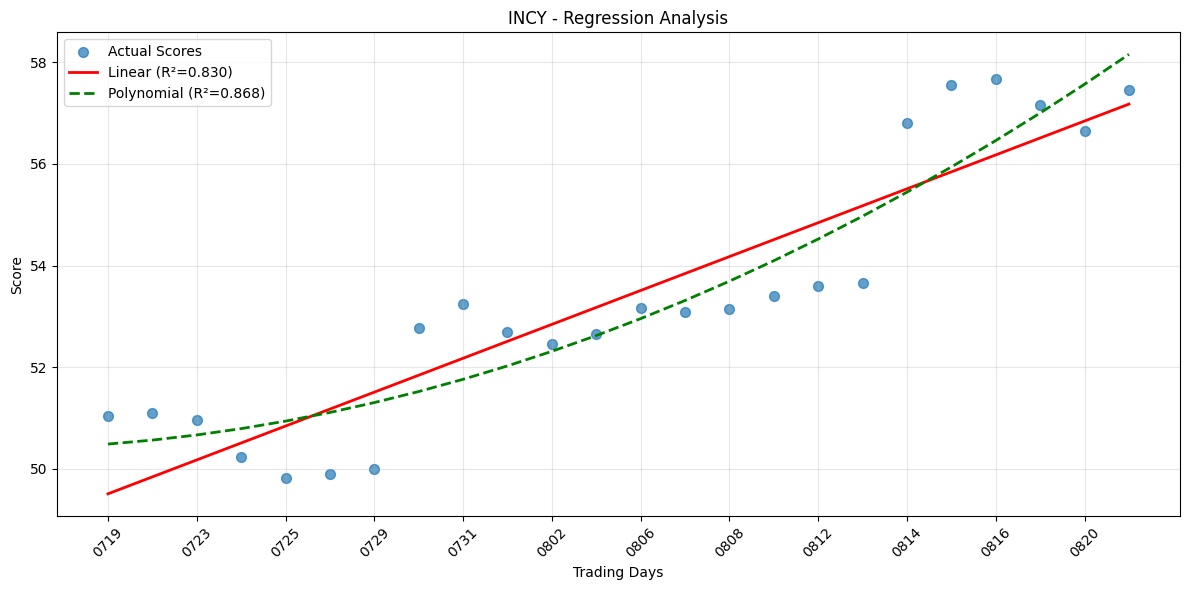 INCY - Regression Analysis
Actual Scores
Linear (R²=0.830)
Polynomial (R²=0.868)
Score
58
56
54
52
50
0719
0723
0725
0729
0731
0802
0806
0808
0812
0814
0816
0820
Trading Days